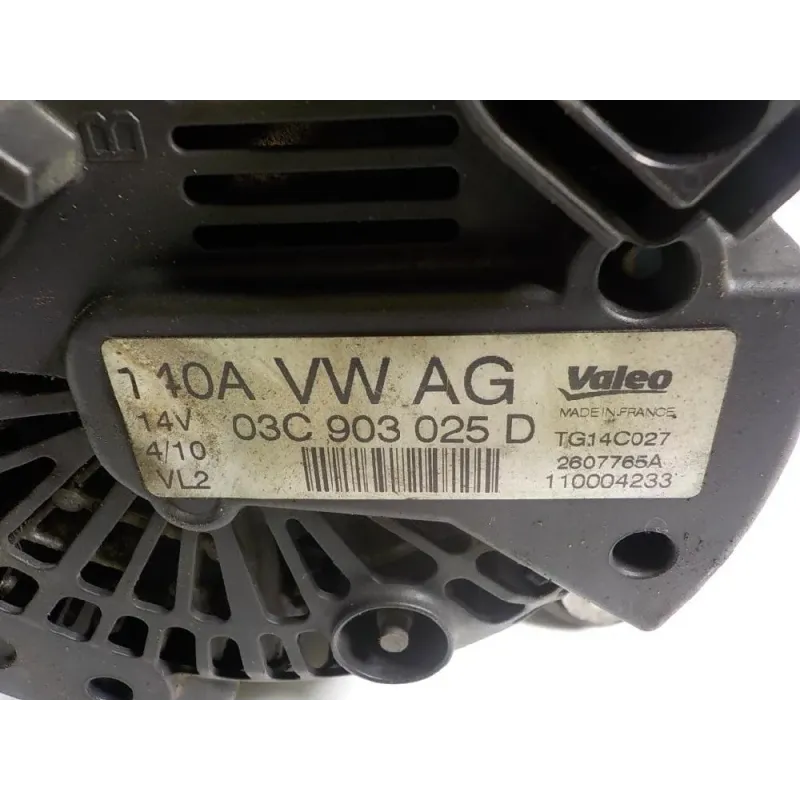 B
140A VW AG
14V 03C 903 025 D
4/10
VL2
Valeo
MADE IN FRANCE
TG14C027
2607765A
110004233